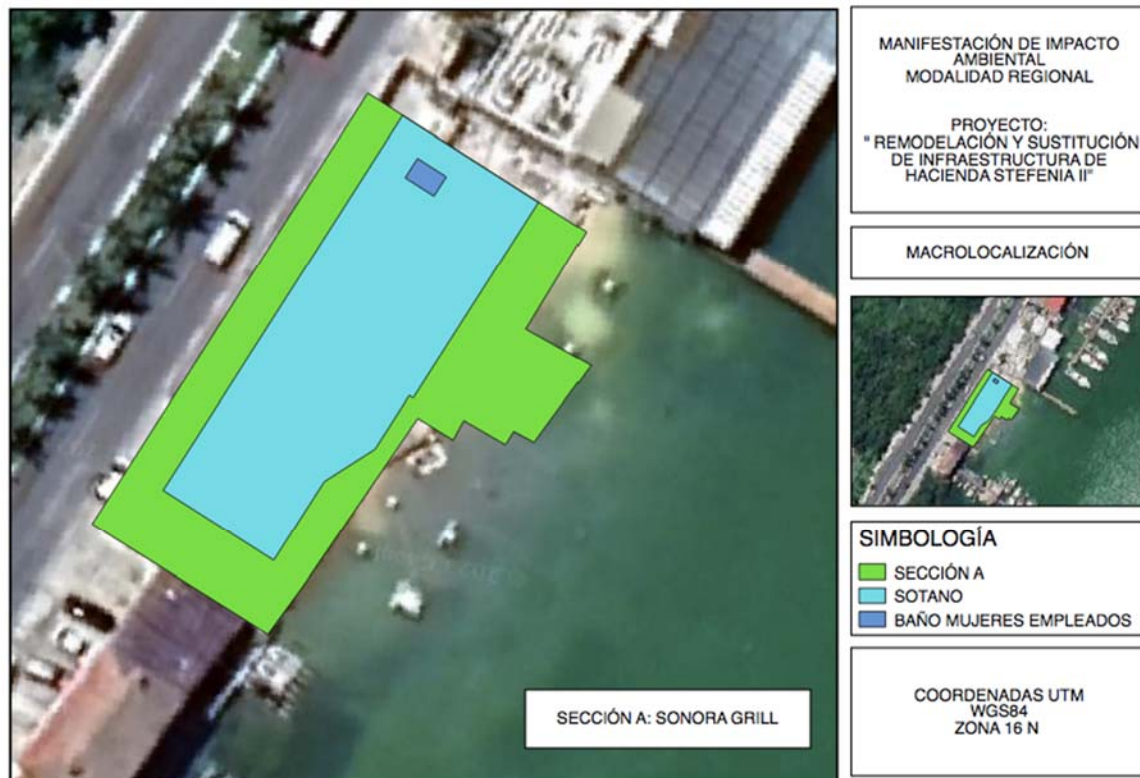 MANIFESTACIÓN DE IMPACTO
AMBIENTAL
MODALIDAD REGIONAL
PROYECTO:
" REMODELACIÓN Y SUSTITUCIÓN
DE INFRAESTRUCTURA DE
HACIENDA STEFENIA II"
MACROLOCALIZACIÓN
SIMBOLOGÍA
SECCIÓN A
SOTANO
BAÑO MUJERES EMPLEADOS
COORDENADAS UTM
WGS84
ZONA 16 N
SECCIÓN A: SONORA GRILL